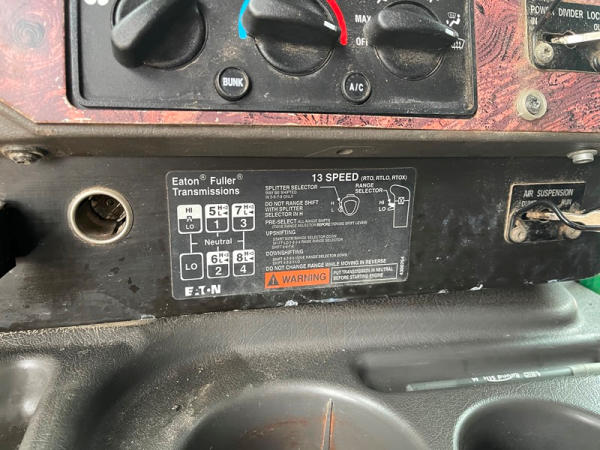 MAX
OFF
POWER DIVIDER LOCK
IN
BUNK
A/C
Eaton® Fuller®
Transmissions
13 SPEED (RTO, RTLO, RTOX)
SPLITTER SELECTOR
RANGE
SELECTOR
HI
LO
5 H
L
1
7 H
L
3
Neutral
LO
6 H
L
2
8 H
L
4
H
HI
LO
DO NOT RANGE SHIFT
WITH SPLITTER
SELECTOR IN H
PRE-SELECT
UPSHIFTING
DOWNSHIFTING
DO NOT CHANGE RANGE WHILE MOVING IN REVERSE
WARNING
PUT TRANSMISSION IN NEUTRAL
BEFORE STARTING ENGINE
EATON
AIR SUSPENSION